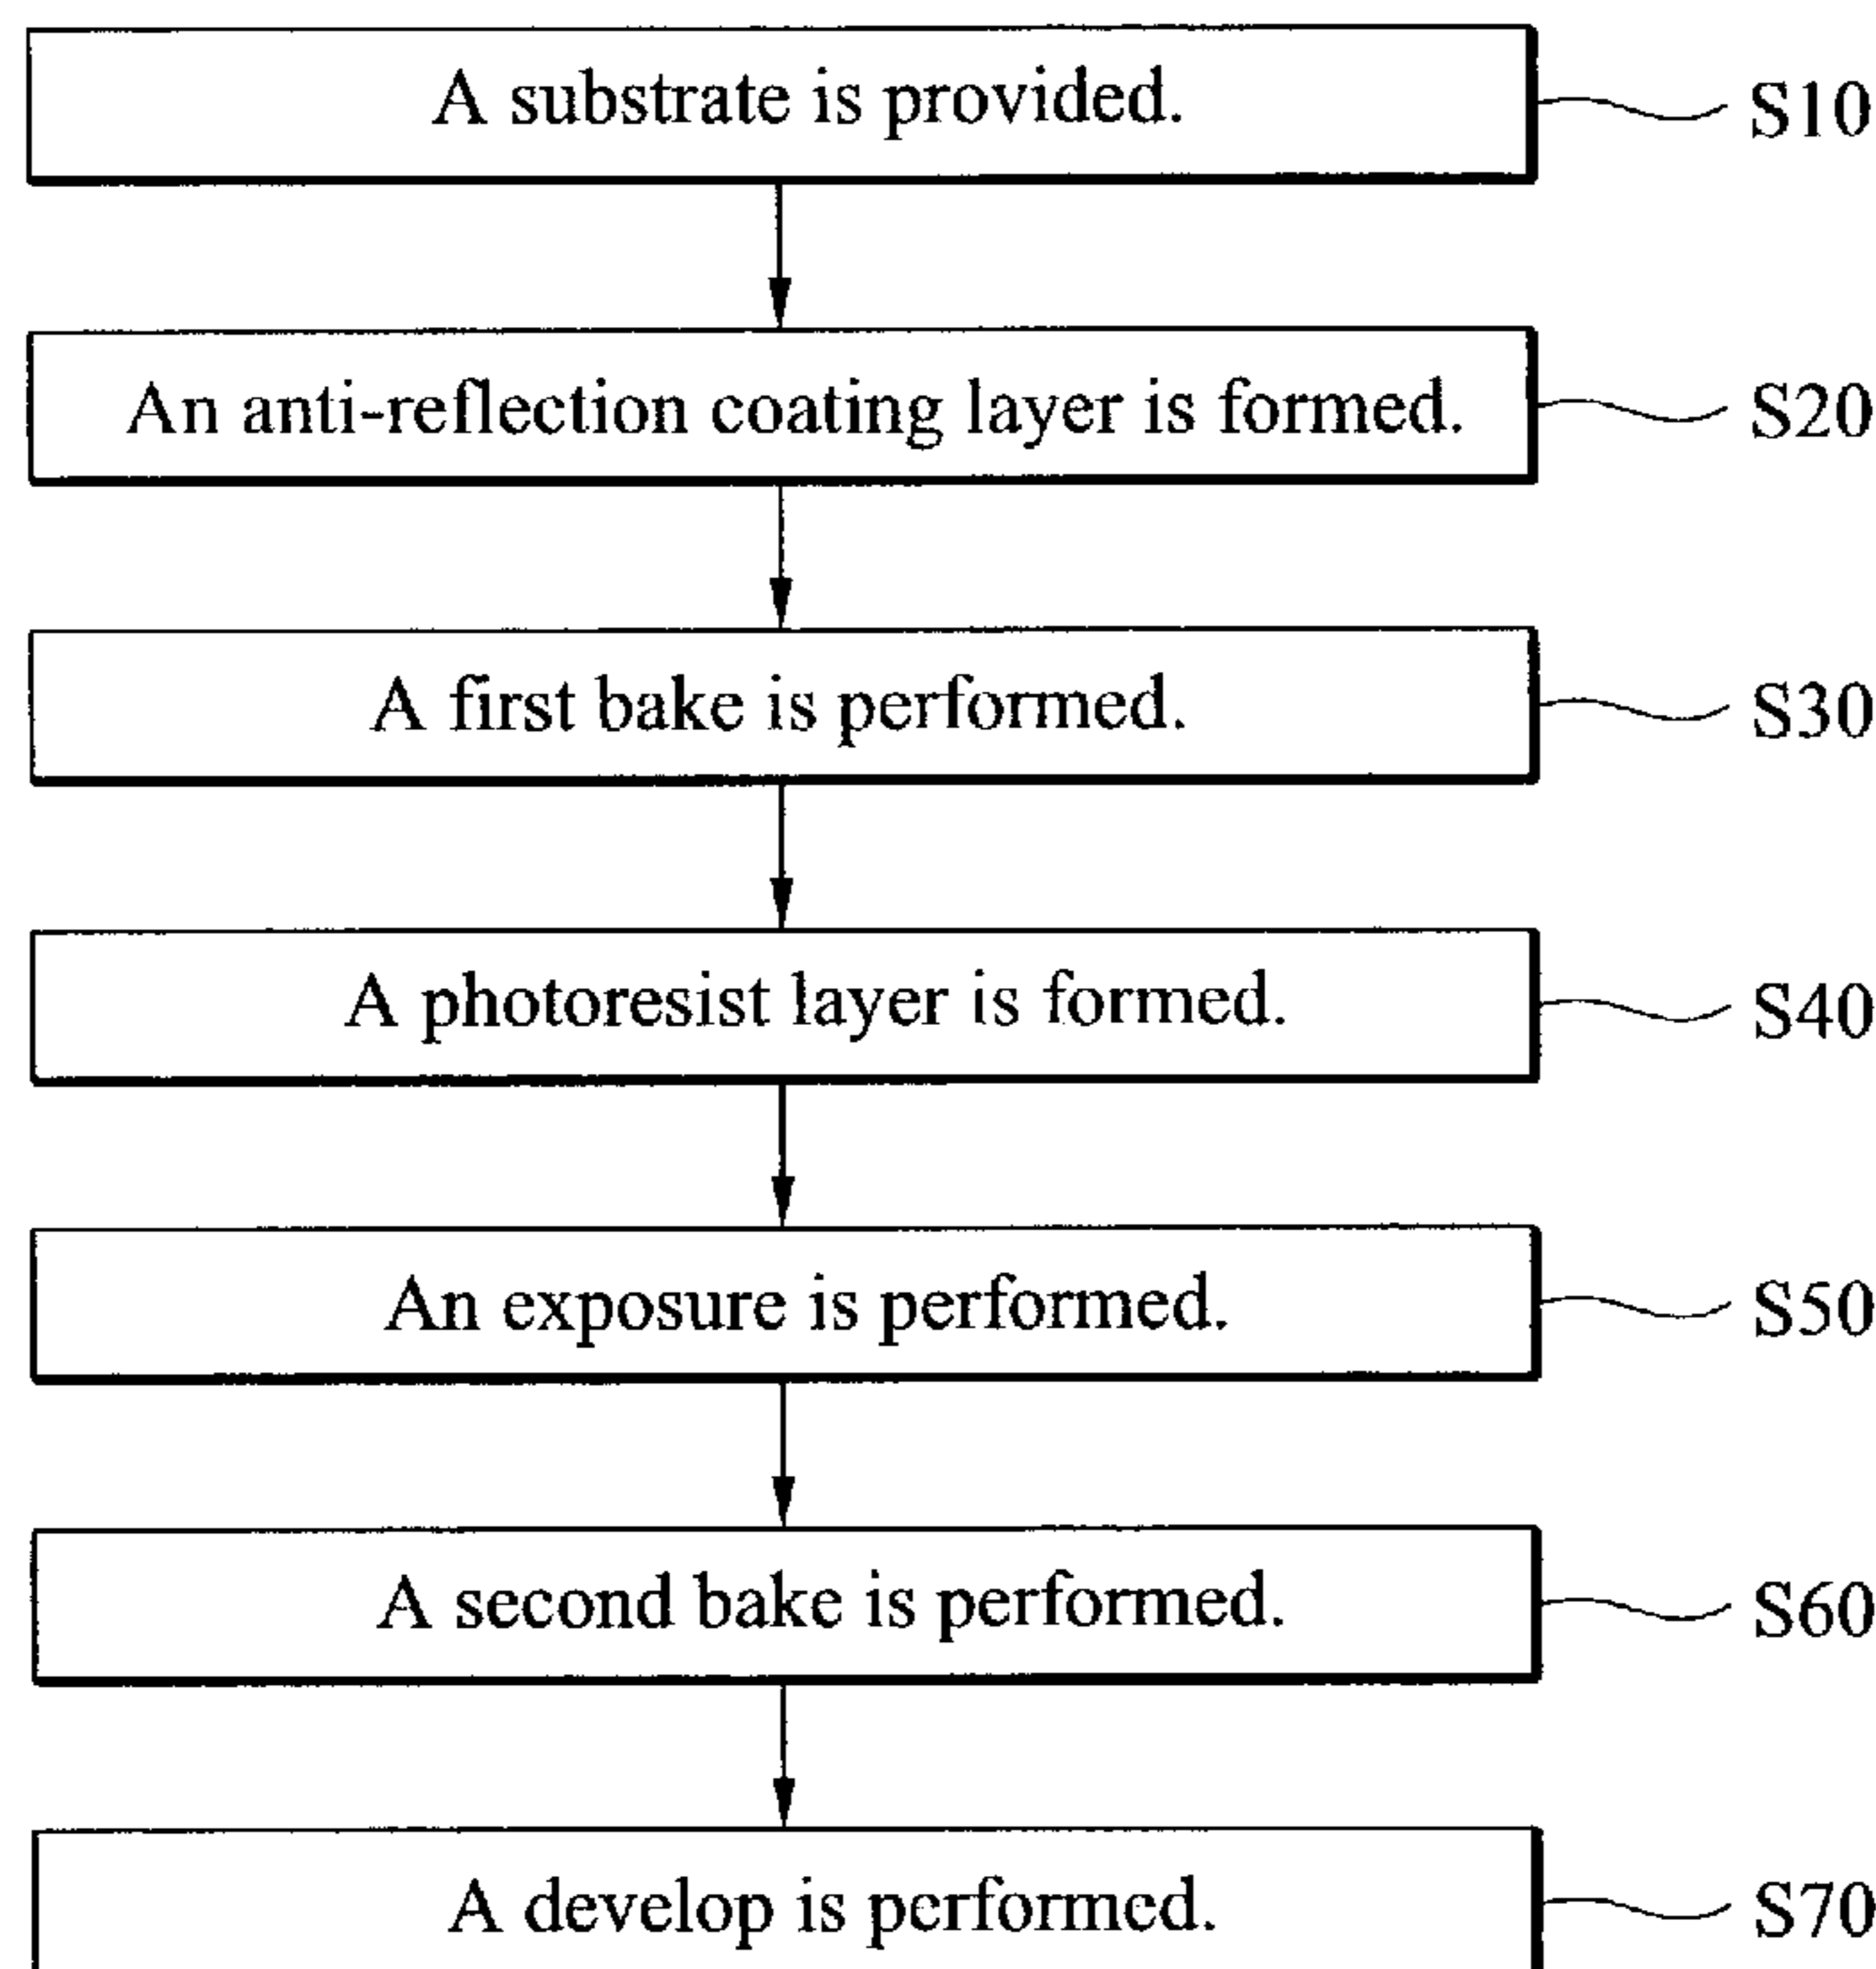 A substrate is provided. S10
An anti-reflection coating layer is formed. S20
A first bake is performed. S30
A photoresist layer is formed. S40
An exposure is performed. S50
A second bake is performed. S60
A develop is performed. S70